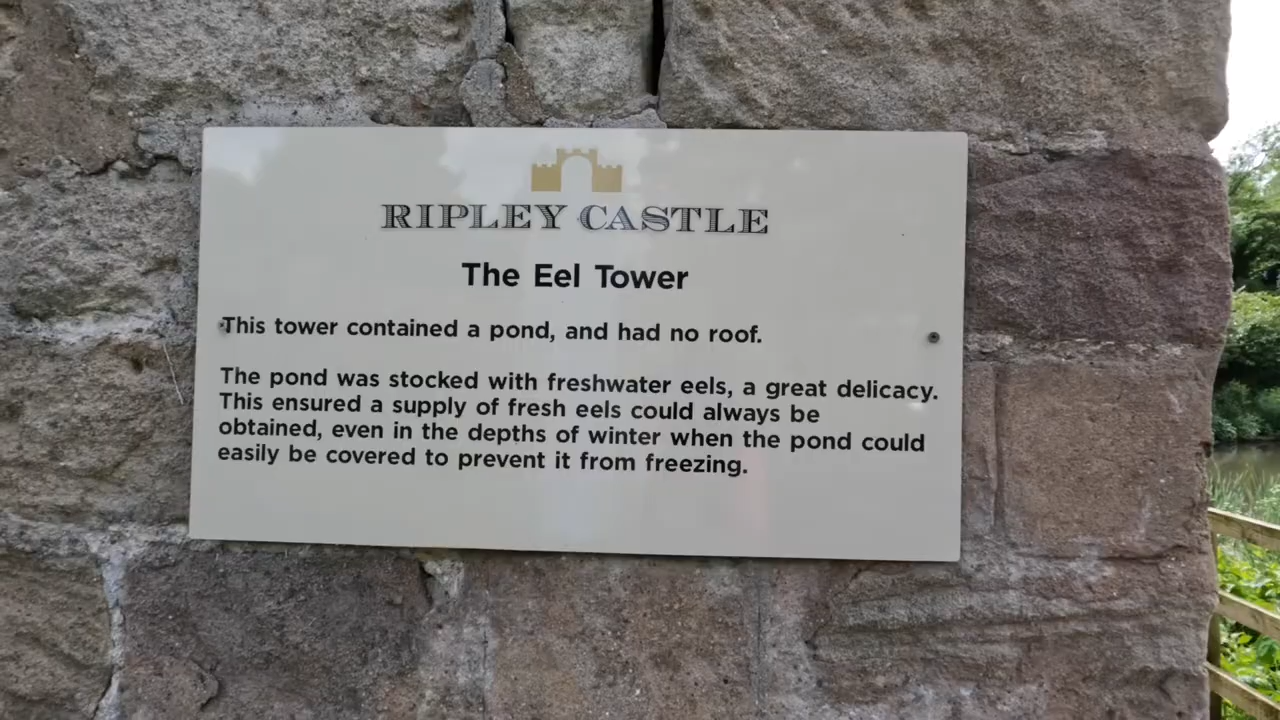 RIPLEY CASTLE
The Eel Tower
This tower contained a pond, and had no roof.
The pond was stocked with freshwater eels, a great delicacy.
This ensured a supply of fresh eels could always be
obtained, even in the depths of winter when the pond could
easily be covered to prevent it from freezing.